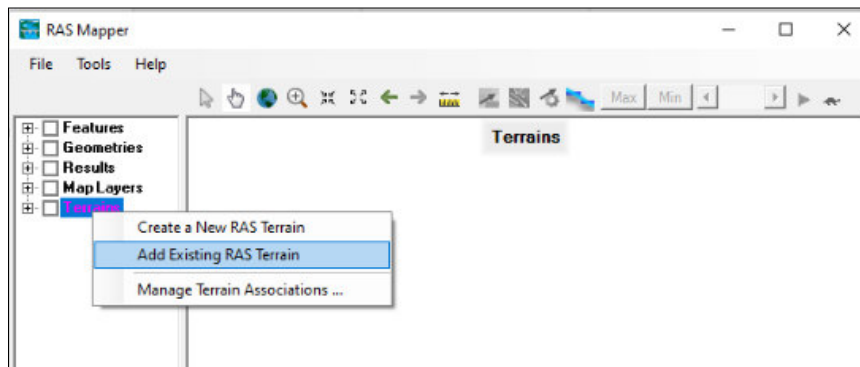 RAS Mapper
File Tools Help
Max Min
Features
Geometries
Results
Map Layers
Terrains
Terrains
Create a New RAS Terrain
Add Existing RAS Terrain
Manage Terrain Associations ...